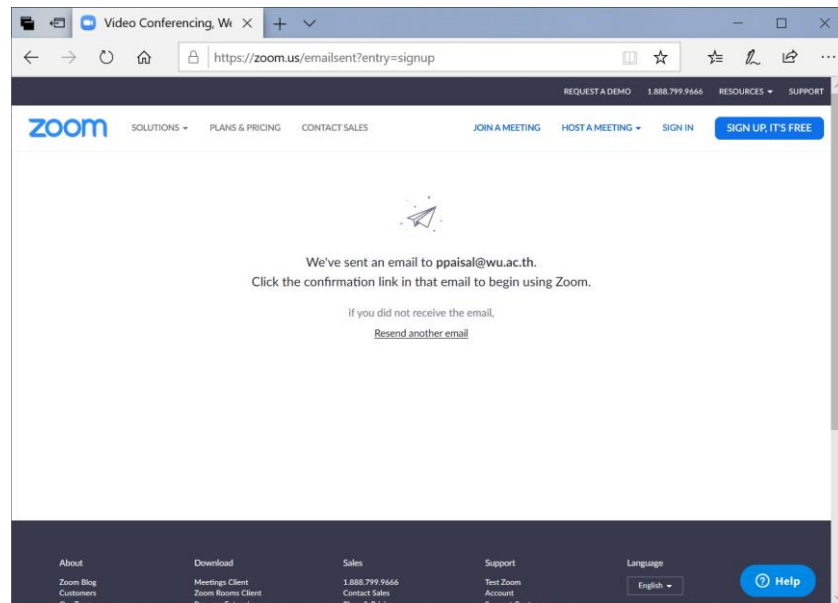 Video Conferencing, We
https://zoom.us/emailsent?entry=signup
REQUEST A DEMO 1.888.799.9666 RESOURCES SUPPORT
zoom SOLUTIONS PLANS & PRICING CONTACT SALES JOIN A MEETING HOST A MEETING SIGN IN SIGN UP, IT'S FREE
We've sent an email to ppaisal@wu.ac.th.
Click the confirmation link in that email to begin using Zoom.
if you did not receive the email,
Resend another email
About Download Sales Support Language
Zoom Blog Meetings Client 1.888.799.9666 Test Zoom English
Customers Zoom Rooms Client Contact Sales Account
Help